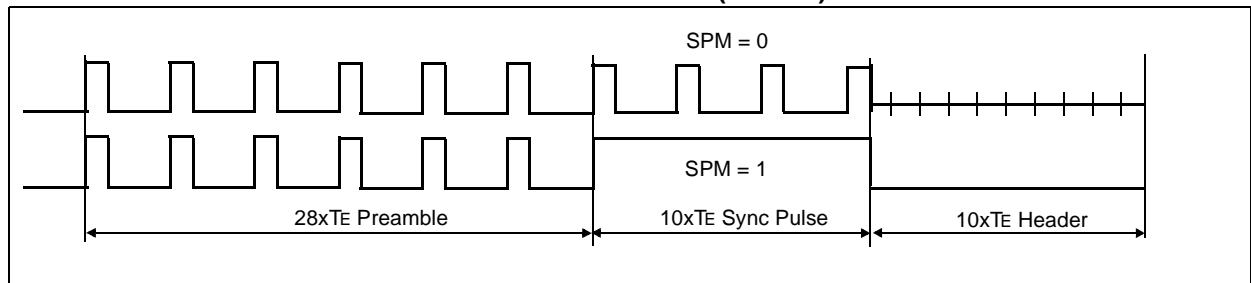 SPM = 0
SPM = 1
28xTE Preamble
10xTE Sync Pulse
10xTE Header